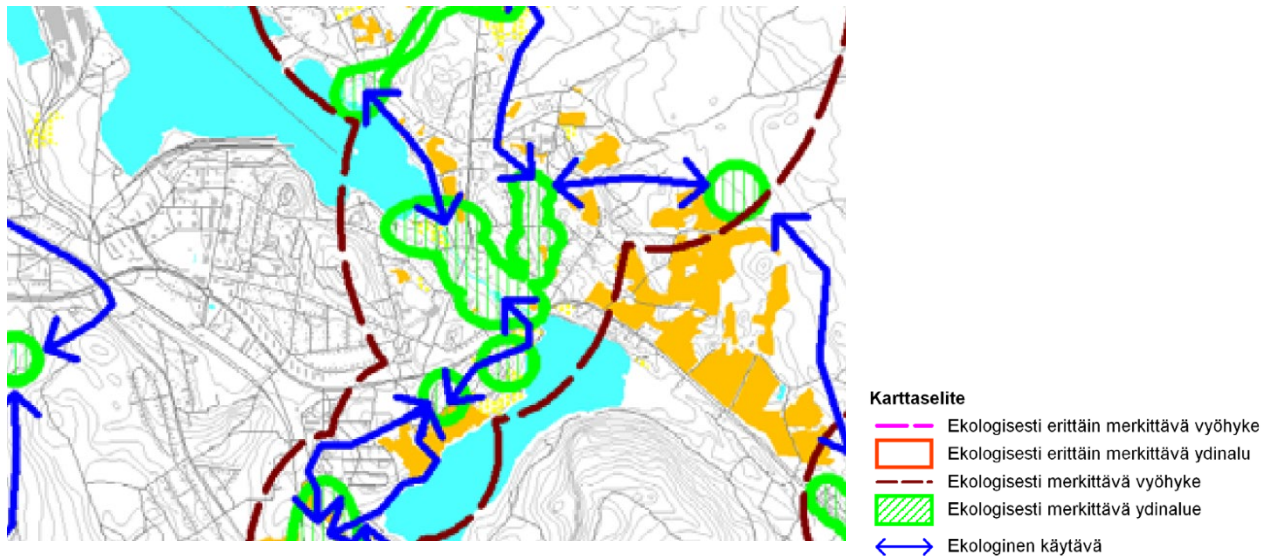 Karttaselite
Ekologisesti erittäin merkittävä vyöhyke
Ekologisesti erittäin merkittävä ydinalu
Ekologisesti merkittävä vyöhyke
Ekologisesti merkittävä ydinalue
Ekologinen käytävä